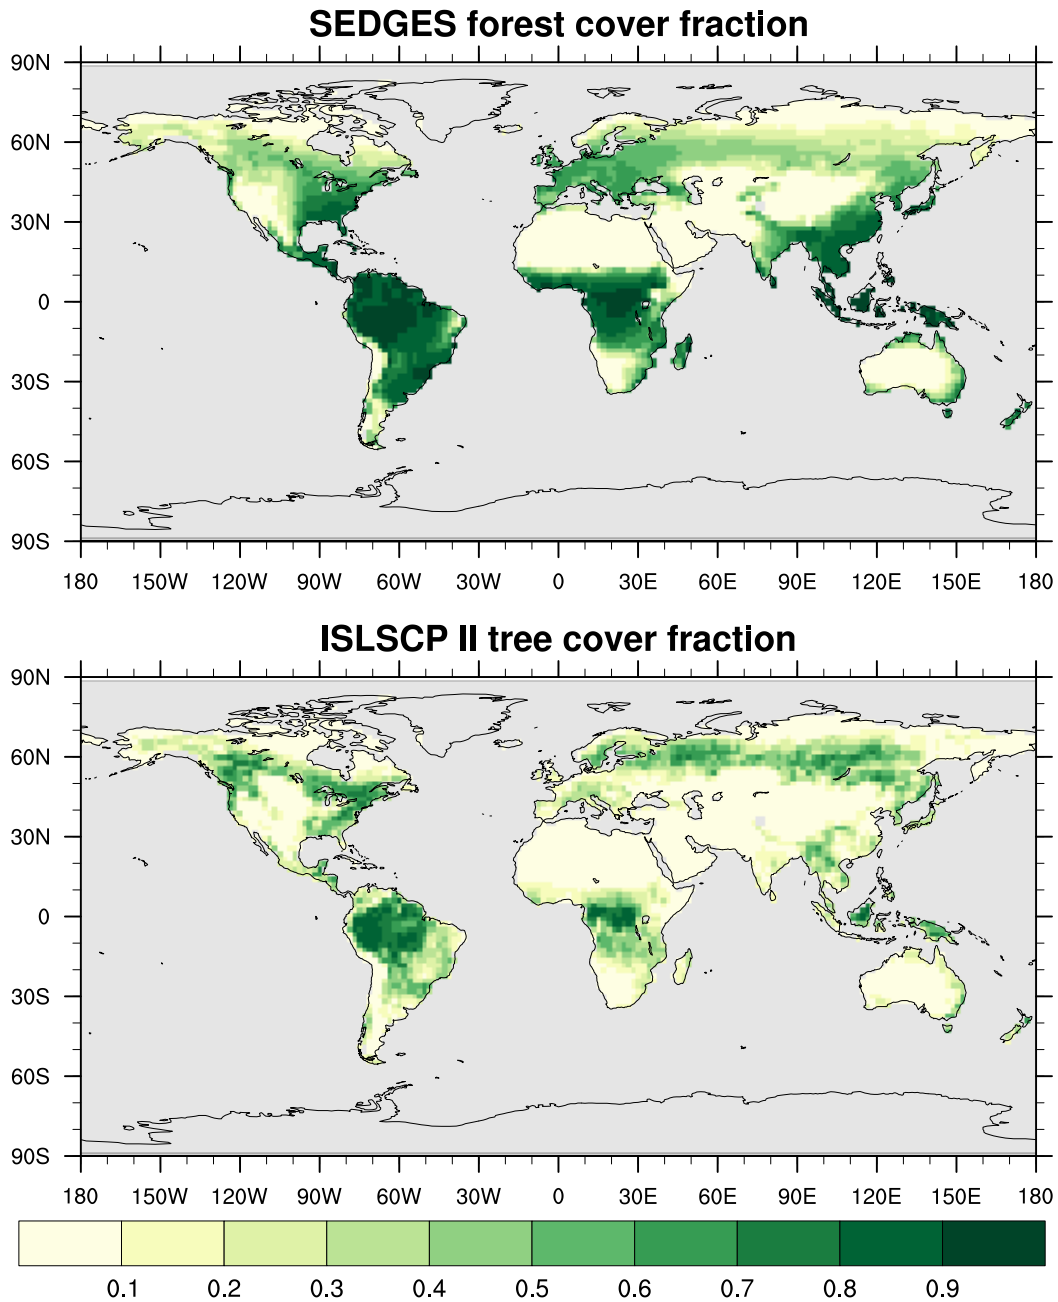 SEDGES forest cover fraction
90N
60N
30N
0
30S
60S
90S
180 150W 120W 90W 60W 30W 0 30E 60E 90E 120E 150E 180
ISLSCP II tree cover fraction
90N
60N
30N
0
30S
60S
90S
180 150W 120W 90W 60W 30W 0 30E 60E 90E 120E 150E 180
0.1 0.2 0.3 0.4 0.5 0.6 0.7 0.8 0.9